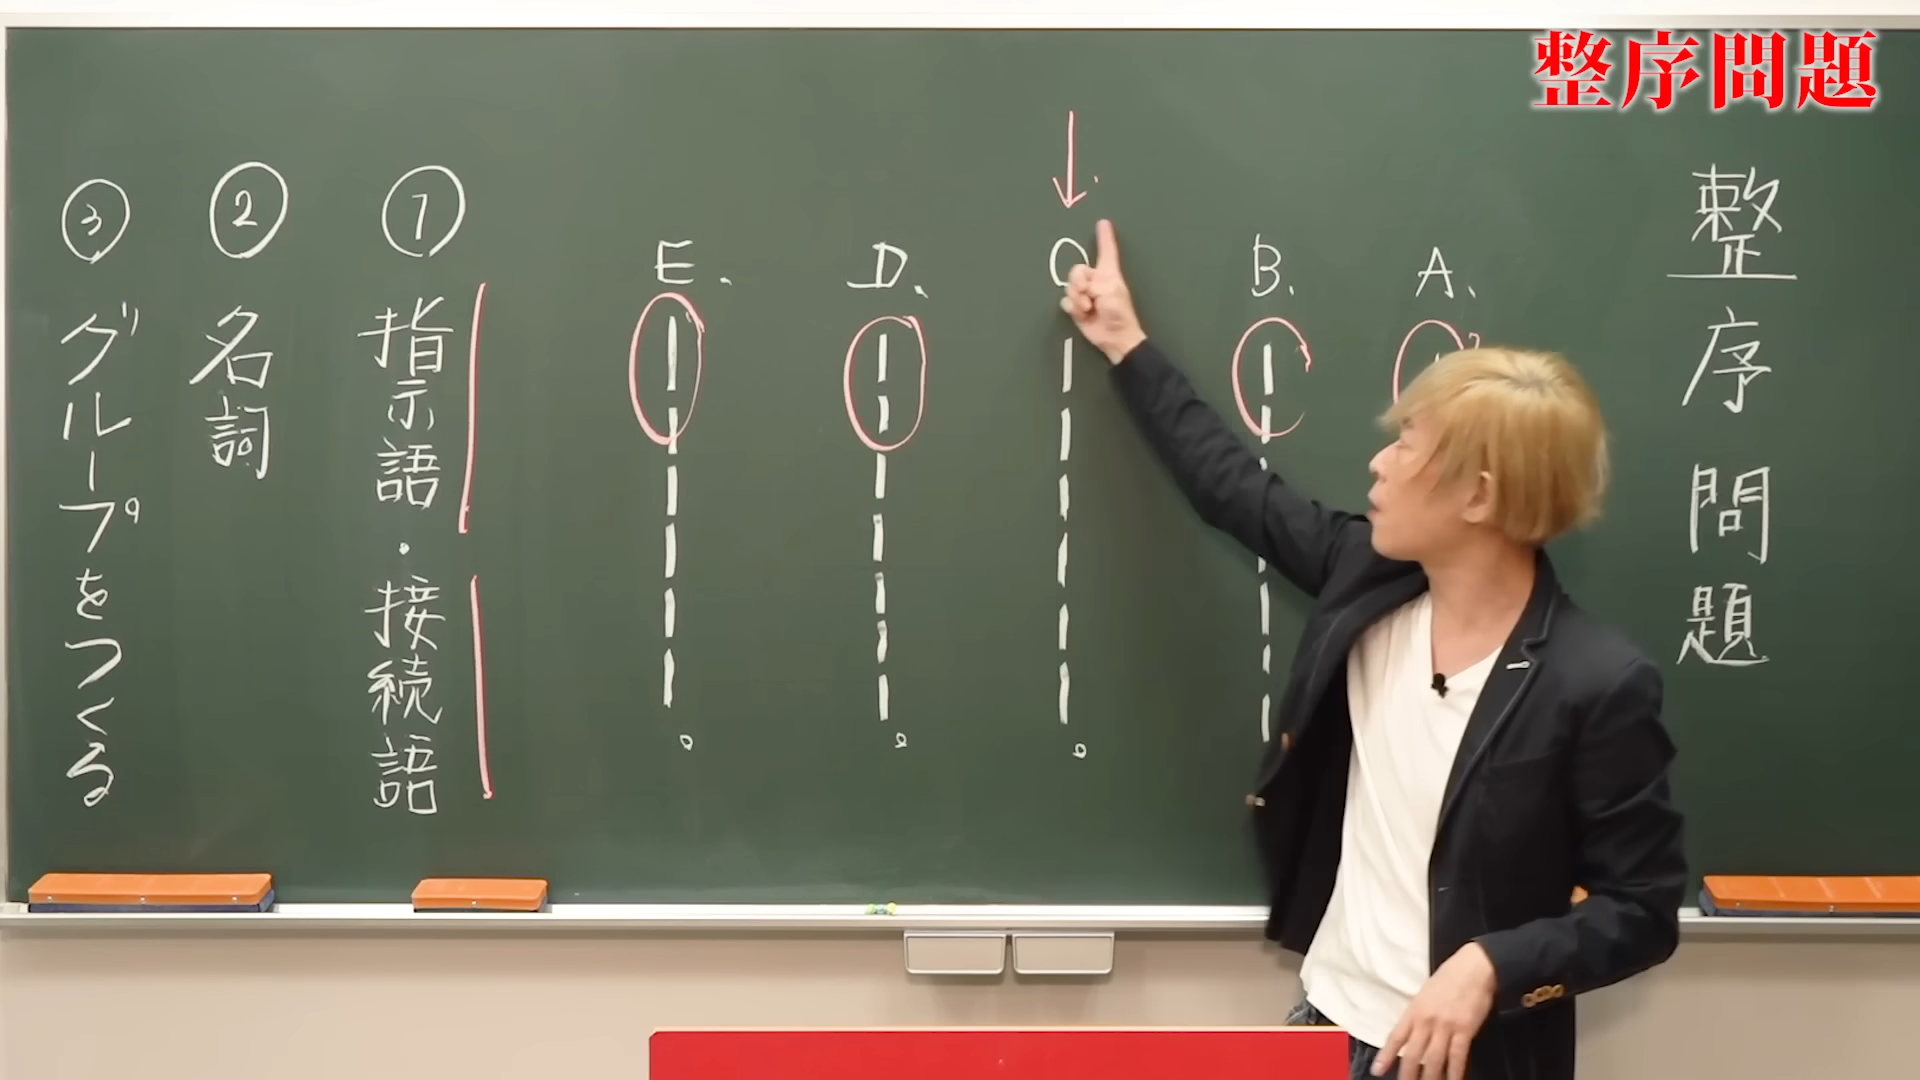 整序問題
整序問題
A.
B.
C
D.
E.
① 指示語・接続語
② 名詞
③ グループをつくる